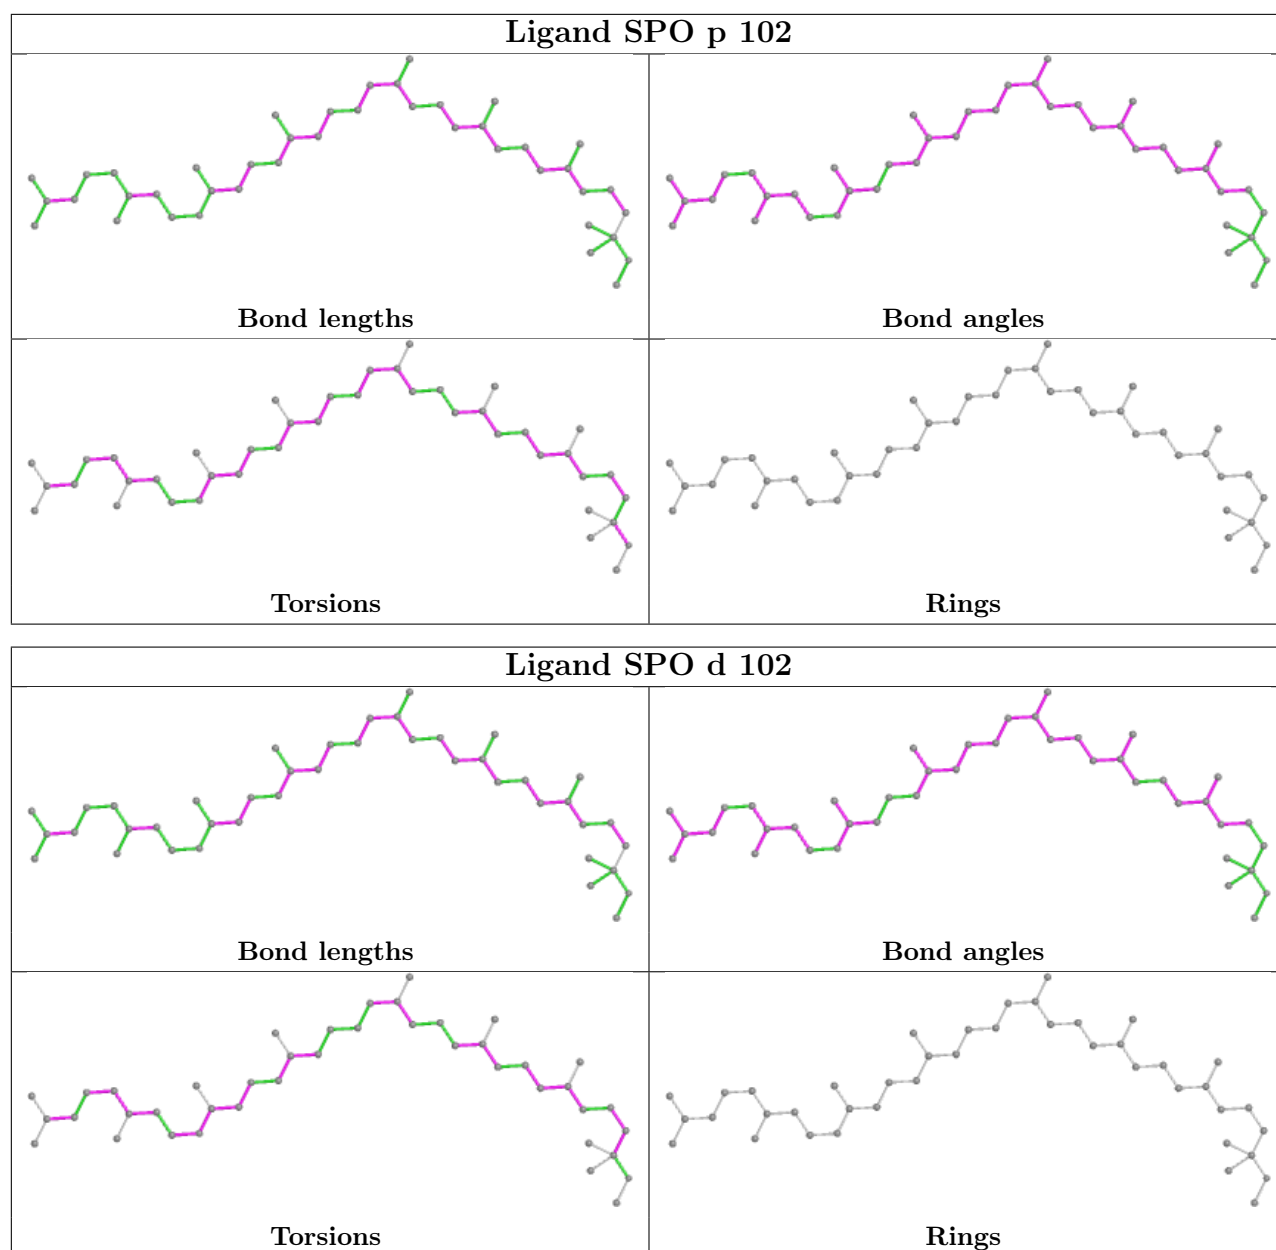 Ligand SPO p 102
Bond lengths
Bond angles
Torsions
Rings
Ligand SPO d 102
Bond lengths
Bond angles
Torsions
Rings